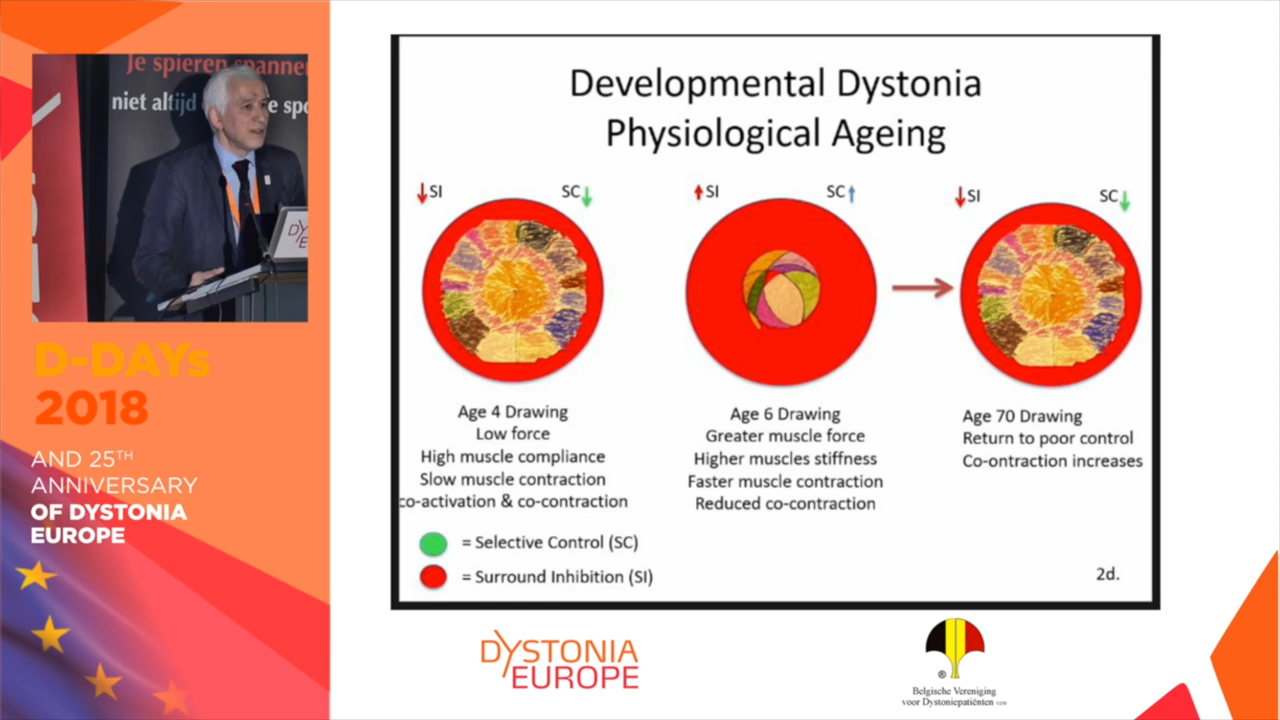 Je spieren spannen
niet altijd
e spo
D-DAYs
2018
AND 25TH
ANNIVERSARY
OF DYSTONIA
EUROPE
Developmental Dystonia
Physiological Ageing
↓SI
SC↓
↑SI
SC↑
↓SI
SC↓
Age 4 Drawing
Low force
High muscle compliance
Slow muscle contraction
co-activation & co-contraction
Age 6 Drawing
Greater muscle force
Higher muscles stiffness
Faster muscle contraction
Reduced co-contraction
Age 70 Drawing
Return to poor control
Co-ontraction increases
= Selective Control (SC)
= Surround Inhibition (SI)
2d.
DYSTONIA
EUROPE
®
Belgische Vereniging
voor Dystoniepatiënten vzw